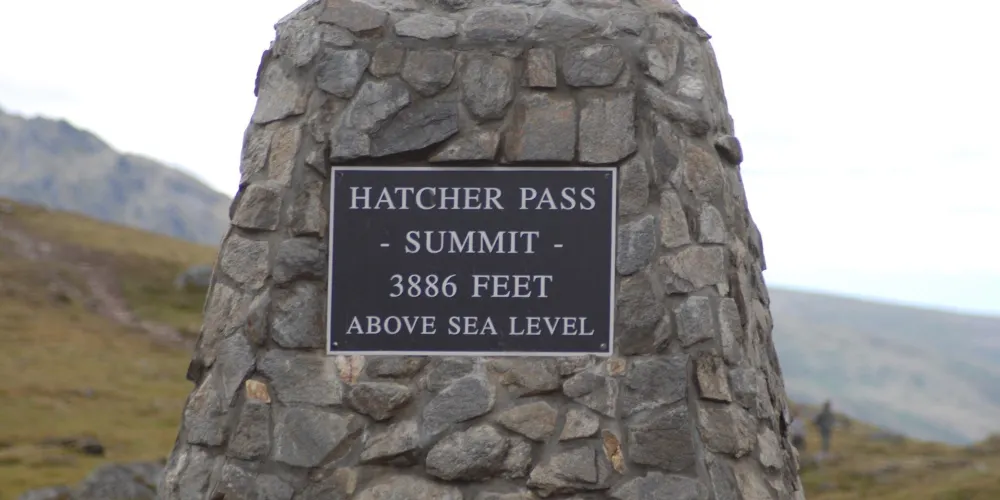 HATCHER PASS
- SUMMIT -
3886 FEET
ABOVE SEA LEVEL